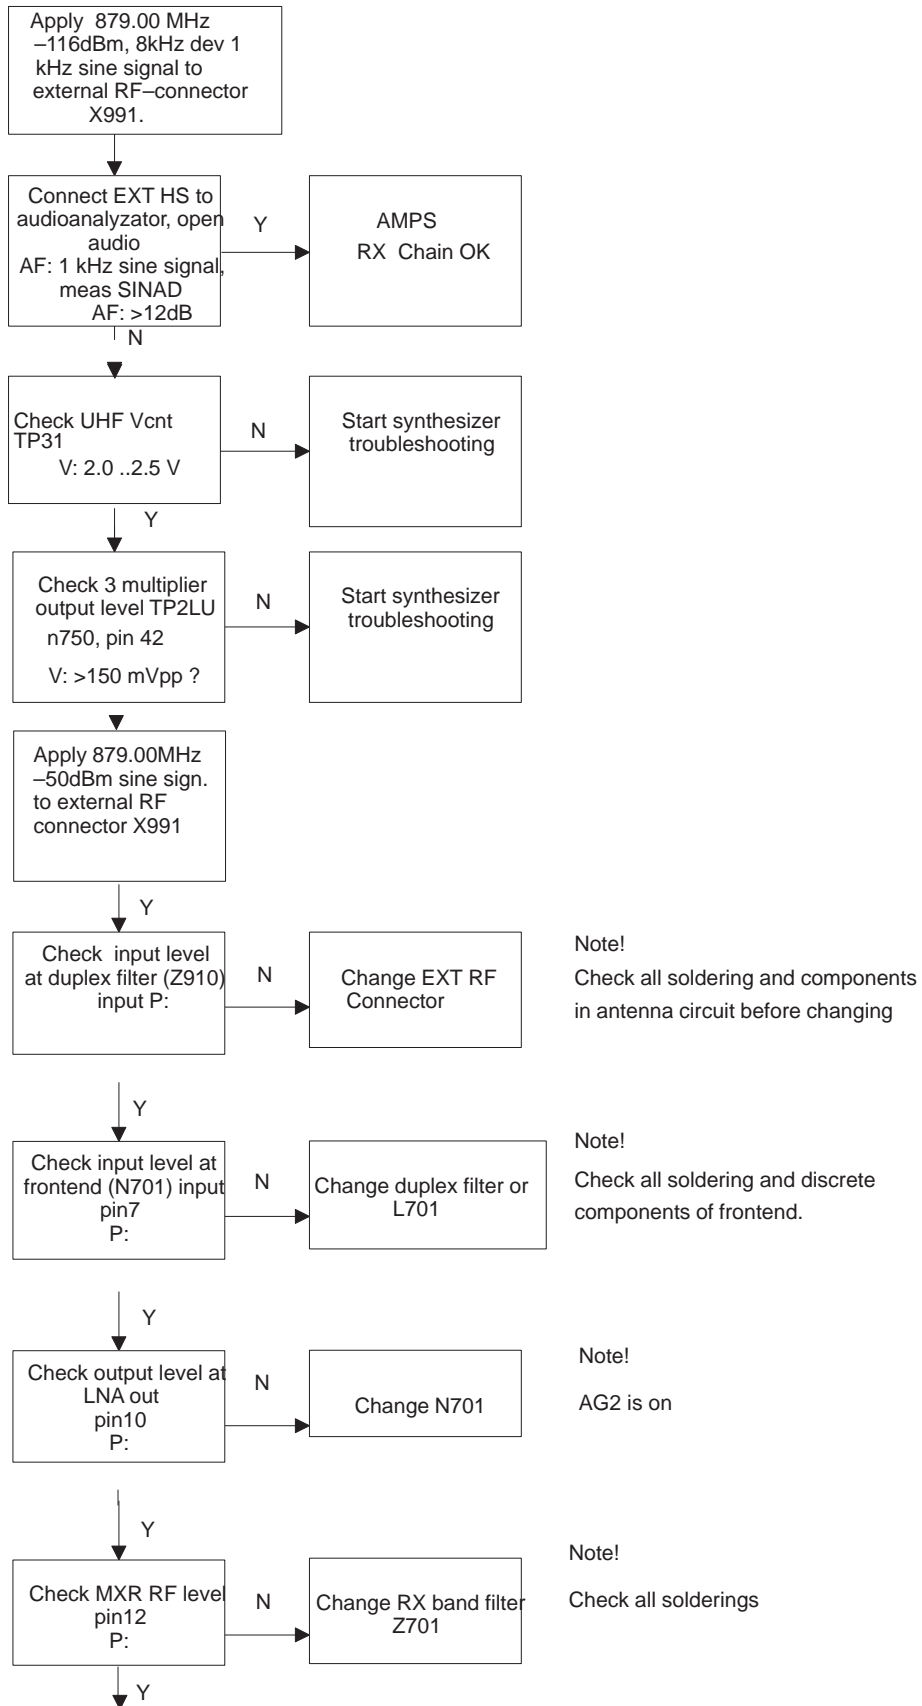 Apply 879.00 MHz
–116dBm, 8kHz dev 1
kHz sine signal to
external RF–connector
X991.
Connect EXT HS to
audioanalyzator, open
audio
AF: 1 kHz sine signal,
meas SINAD
AF: >12dB
Y
AMPS
RX Chain OK
N
Check UHF Vcnt
TP31
V: 2.0 ..2.5 V
N
Start synthesizer
troubleshooting
Y
Check 3 multiplier
output level TP2LU
n750, pin 42
V: >150 mVpp ?
N
Start synthesizer
troubleshooting
Apply 879.00MHz
–50dBm sine sign.
to external RF
connector X991
Y
Check input level
at duplex filter (Z910)
input P:
N
Change EXT RF
Connector
Note!
Check all soldering and components
in antenna circuit before changing
Y
Check input level at
frontend (N701) input
pin7
P:
N
Change duplex filter or
L701
Note!
Check all soldering and discrete
components of frontend.
Y
Check output level at
LNA out
pin10
P:
N
Change N701
Note!
AG2 is on
Y
Check MXR RF level
pin12
P:
N
Change RX band filter
Z701
Note!
Check all solderings
Y